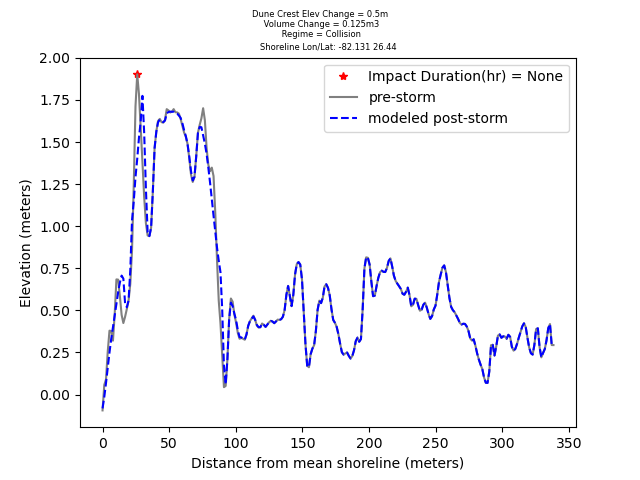 Dune Crest Elev Change = 0.5m
Volume Change = 0.125m3
Regime = Collision
Shoreline Lon/Lat: -82.131 26.44
2.00
1.75
1.50
1.25
1.00
0.75
0.50
0.25
0.00
Elevation (meters)
Impact Duration(hr) = None
pre-storm
modeled post-storm
0 50 100 150 200 250 300 350
Distance from mean shoreline (meters)